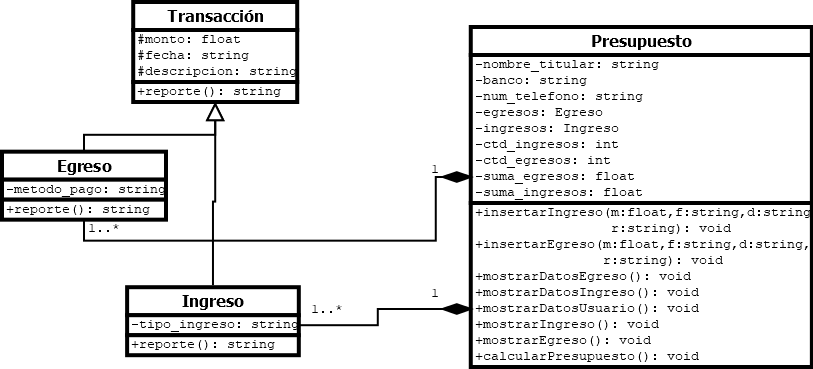 Transacción
#monto: float
#fecha: string
#descripcion: string
+reporte(): string
Egreso
-metodo_pago: string
+reporte(): string
1..*
Ingreso
-tipo_ingreso: string
+reporte(): string
1..*
1
1
Presupuesto
-nombre_titular: string
-banco: string
-num_telefono: string
-egresos: Egreso
-ingresos: Ingreso
-ctd_ingresos: int
-ctd_egresos: int
-suma_egresos: float
-suma_ingresos: float
+insertarIngreso(m:float,f:string,d:string
r:string): void
+insertarEgreso(m:float,f:string,d:string,
r:string): void
+mostrarDatosEgreso(): void
+mostrarDatosIngreso(): void
+mostrarDatosUsuario(): void
+mostrarIngreso(): void
+mostrarEgreso(): void
+calcularPresupuesto(): void